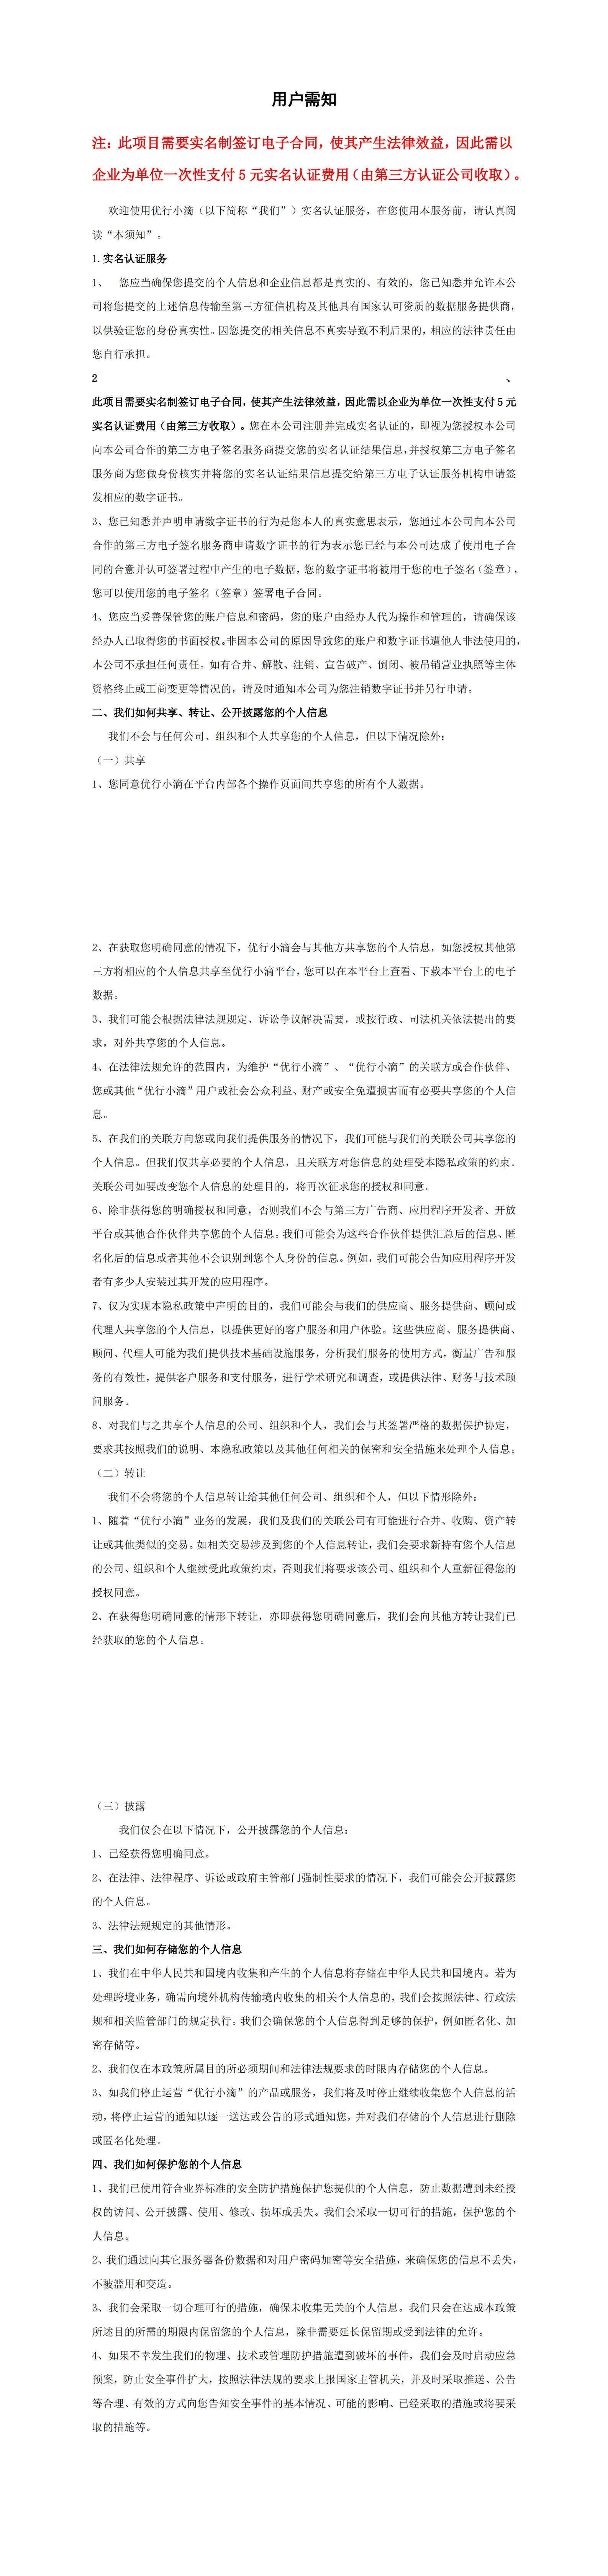 用户需知
注：此项目需要实名制签订电子合同，使其产生法律效益，因此需以
企业为单位一次性支付 5 元实名认证费用（由第三方认证公司收取）。
欢迎使用优行小滴（以下简称“我们”）实名认证服务，在您使用本服务前，请认真阅
读“本须知”。
1.实名认证服务
1、 您应当确保您提交的个人信息和企业信息都是真实的、有效的，您已知悉并允许本公
司将您提交的上述信息传输至第三方征信机构及其他具有国家认可资质的数据服务提供商，
以供验证您的身份真实性。因您提交的相关信息不真实导致不利后果的，相应的法律责任由
您自行承担。
2 、
此项目需要实名制签订电子合同，使其产生法律效益，因此需以企业为单位一次性支付 5 元
实名认证费用（由第三方收取）。您在本公司注册并完成实名认证的，即视为您授权本公司
向本公司合作的第三方电子签名服务商提交您的实名认证结果信息，并授权第三方电子签名
服务商为您做身份核实并将您的实名认证结果信息提交给第三方电子认证服务机构申请签
发相应的数字证书。
3、您已知悉并声明申请数字证书的行为是您本人的真实意思表示，您通过本公司向本公司
合作的第三方电子签名服务商申请数字证书的行为表示您已经与本公司达成了使用电子合
同的合意并认可签署过程中产生的电子数据，您的数字证书将被用于您的电子签名（签章），
您可以使用您的电子签名（签章）签署电子合同。
4、您应当妥善保管您的账户信息和密码，您的账户由经办人代为操作和管理的，请确保该
经办人已取得您的书面授权。非因本公司的原因导致您的账户和数字证书遭他人非法使用的，
本公司不承担任何责任。如有合并、解散、注销、宣告破产、倒闭、被吊销营业执照等主体
资格终止或工商变更等情况的，请及时通知本公司为您注销数字证书并另行申请。
二、我们如何共享、转让、公开披露您的个人信息
我们不会与任何公司、组织和个人共享您的个人信息，但以下情况除外：
（一）共享
1、您同意优行小滴在平台内部各个操作页面间共享您的所有个人数据。
2、在获取您明确同意的情况下，优行小滴会与其他方共享您的个人信息，如您授权其他第
三方将相应的个人信息共享至优行小滴平台，您可以在本平台上查看、下载本平台上的电子
数据。
3、我们可能会根据法律法规规定、诉讼争议解决需要，或按行政、司法机关依法提出的要
求，对外共享您的个人信息。
4、在法律法规允许的范围内，为维护“优行小滴”、“优行小滴”的关联方或合作伙伴、
您或其他“优行小滴”用户或社会公众利益、财产或安全免遭损害而有必要共享您的个人信
息。
5、在我们的关联方向您或向我们提供服务的情况下，我们可能与我们的关联公司共享您的
个人信息。但我们仅共享必要的个人信息，且关联方对您信息的处理受本隐私政策的约束。
关联公司如要改变您个人信息的处理目的，将再次征求您的授权和同意。
6、除非获得您的明确授权和同意，否则我们不会与第三方广告商、应用程序开发者、开放
平台或其他合作伙伴共享您的个人信息。我们可能会为这些合作伙伴提供汇总后的信息、匿
名化后的信息或者其他不会识别到您个人身份的信息。例如，我们可能会告知应用程序开发
者有多少人安装过其开发的应用程序。
7、仅为实现本隐私政策中声明的目的，我们可能会与我们的供应商、服务提供商、顾问或
代理人共享您的个人信息，以提供更好的客户服务和用户体验。这些供应商、服务提供商、
顾问、代理人可能为我们提供技术基础设施服务，分析我们服务的使用方式，衡量广告和服
务的有效性，提供客户服务和支付服务，进行学术研究和调查，或提供法律、财务与技术顾
问服务。
8、对我们与之共享个人信息的公司、组织和个人，我们会与其签署严格的数据保护协定，
要求其按照我们的说明、本隐私政策以及其他任何相关的保密和安全措施来处理个人信息。
（二）转让
我们不会将您的个人信息转让给其他任何公司、组织和个人，但以下情形除外：
1、随着“优行小滴”业务的发展，我们及我们的关联公司有可能进行合并、收购、资产转
让或其他类似的交易。如相关交易涉及到您的个人信息转让，我们会要求新持有您个人信息
的公司、组织和个人继续受此政策约束，否则我们将要求该公司、组织和个人重新征得您的
授权同意。
2、在获得您明确同意的情形下转让，亦即获得您明确同意后，我们会向其他方转让我们已
经获取的您的个人信息。
（三）披露
我们仅会在以下情况下，公开披露您的个人信息：
1、已经获得您明确同意。
2、在法律、法律程序、诉讼或政府主管部门强制性要求的情况下，我们可能会公开披露您
的个人信息。
3、法律法规规定的其他情形。
三、我们如何存储您的个人信息
1、我们在中华人民共和国境内收集和产生的个人信息将存储在中华人民共和国境内。若为
处理跨境业务，确需向境外机构传输境内收集的相关个人信息的，我们会按照法律、行政法
规和相关监管部门的规定执行。我们会确保您的个人信息得到足够的保护，例如匿名化、加
密存储等。
2、我们仅在本政策所属目的所必须期间和法律法规要求的时限内存储您的个人信息。
3、如我们停止运营“优行小滴”的产品或服务，我们将及时停止继续收集您个人信息的活
动，将停止运营的通知以逐一送达或公告的形式通知您，并对我们存储的个人信息进行删除
或匿名化处理。
四、我们如何保护您的个人信息
1、我们已使用符合业界标准的安全防护措施保护您提供的个人信息，防止数据遭到未经授
权的访问、公开披露、使用、修改、损坏或丢失。我们会采取一切可行的措施，保护您的个
人信息。
2、我们通过向其它服务器备份数据和对用户密码加密等安全措施，来确保您的信息不丢失，
不被滥用和变造。
3、我们会采取一切合理可行的措施，确保未收集无关的个人信息。我们只会在达成本政策
所述目的所需的期限内保留您的个人信息，除非需要延长保留期或受到法律的允许。
4、如果不幸发生我们的物理、技术或管理防护措施遭到破坏的事件，我们会及时启动应急
预案，防止安全事件扩大，按照法律法规的要求上报国家主管机关，并及时采取推送、公告
等合理、有效的方式向您告知安全事件的基本情况、可能的影响、已经采取的措施或将要采
取的措施等。